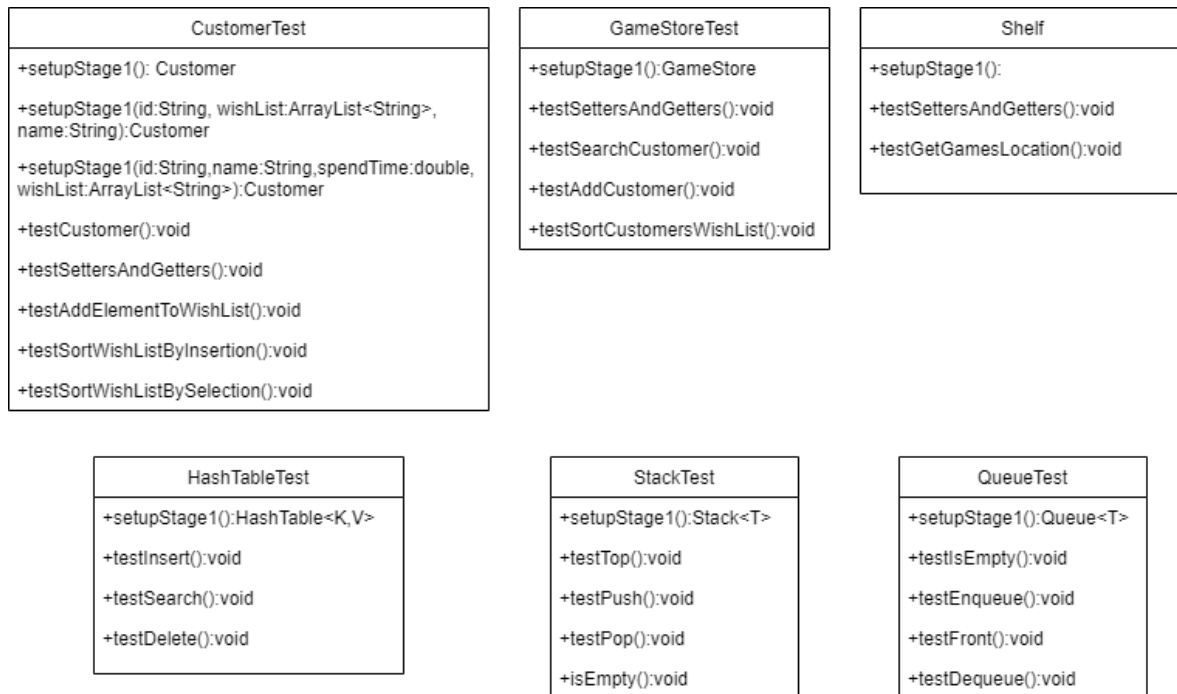 CustomerTest
+setupStage1(): Customer
+setupStage1(id:String, wishList:ArrayList<String>,
name:String):Customer
+setupStage1(id:String,name:String,spendTime:double,
wishList:ArrayList<String>):Customer
+testCustomer():void
+testSettersAndGetters():void
+testAddElementToWishList():void
+testSortWishListByInsertion():void
+testSortWishListBySelection():void
GameStoreTest
+setupStage1():GameStore
+testSettersAndGetters():void
+testSearchCustomer():void
+testAddCustomer():void
+testSortCustomersWishList():void
Shelf
+setupStage1():
+testSettersAndGetters():void
+testGetGamesLocation():void
HashTableTest
+setupStage1():HashTable<K,V>
+testInsert():void
+testSearch():void
+testDelete():void
StackTest
+setupStage1():Stack<T>
+testTop():void
+testPush():void
+testPop():void
+isEmpty():void
QueueTest
+setupStage1():Queue<T>
+testIsEmpty():void
+testEnqueue():void
+testFront():void
+testDequeue():void